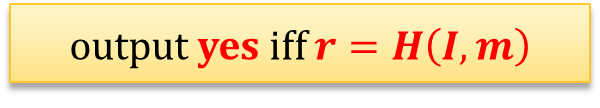 output yes iff r = H(I, m)